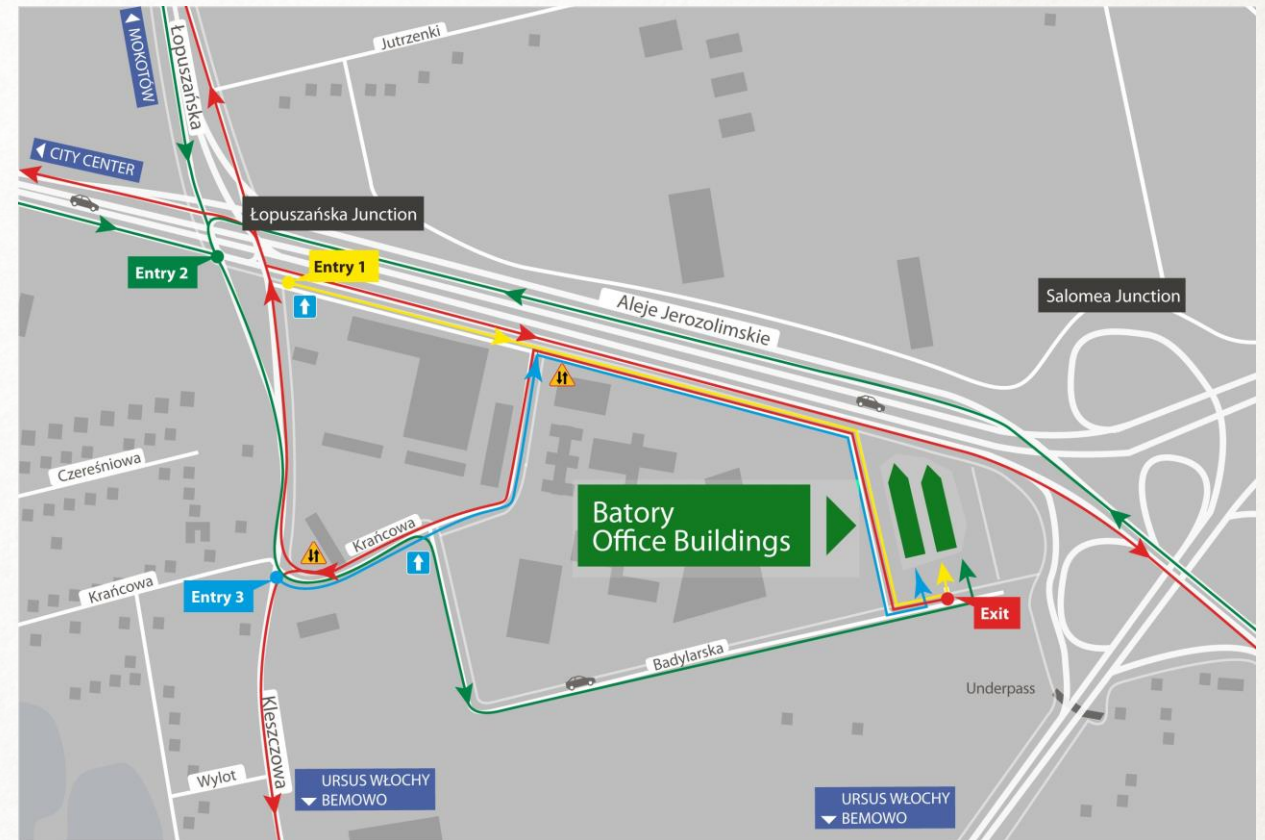 MOKOTÓW
Łopuszańska
Jutrzenki
CITY CENTER
Łopuszańska Junction
Entry 2
Entry 1
Aleje Jerozolimskie
Salomea Junction
Czereśniowa
Krańcowa
Batory
Office Buildings
Krańcowa
Entry 3
Exit
Badylarska
Underpass
Kleszczowa
Wylot
URSUS WŁOCHY
BEMOWO
URSUS WŁOCHY
BEMOWO